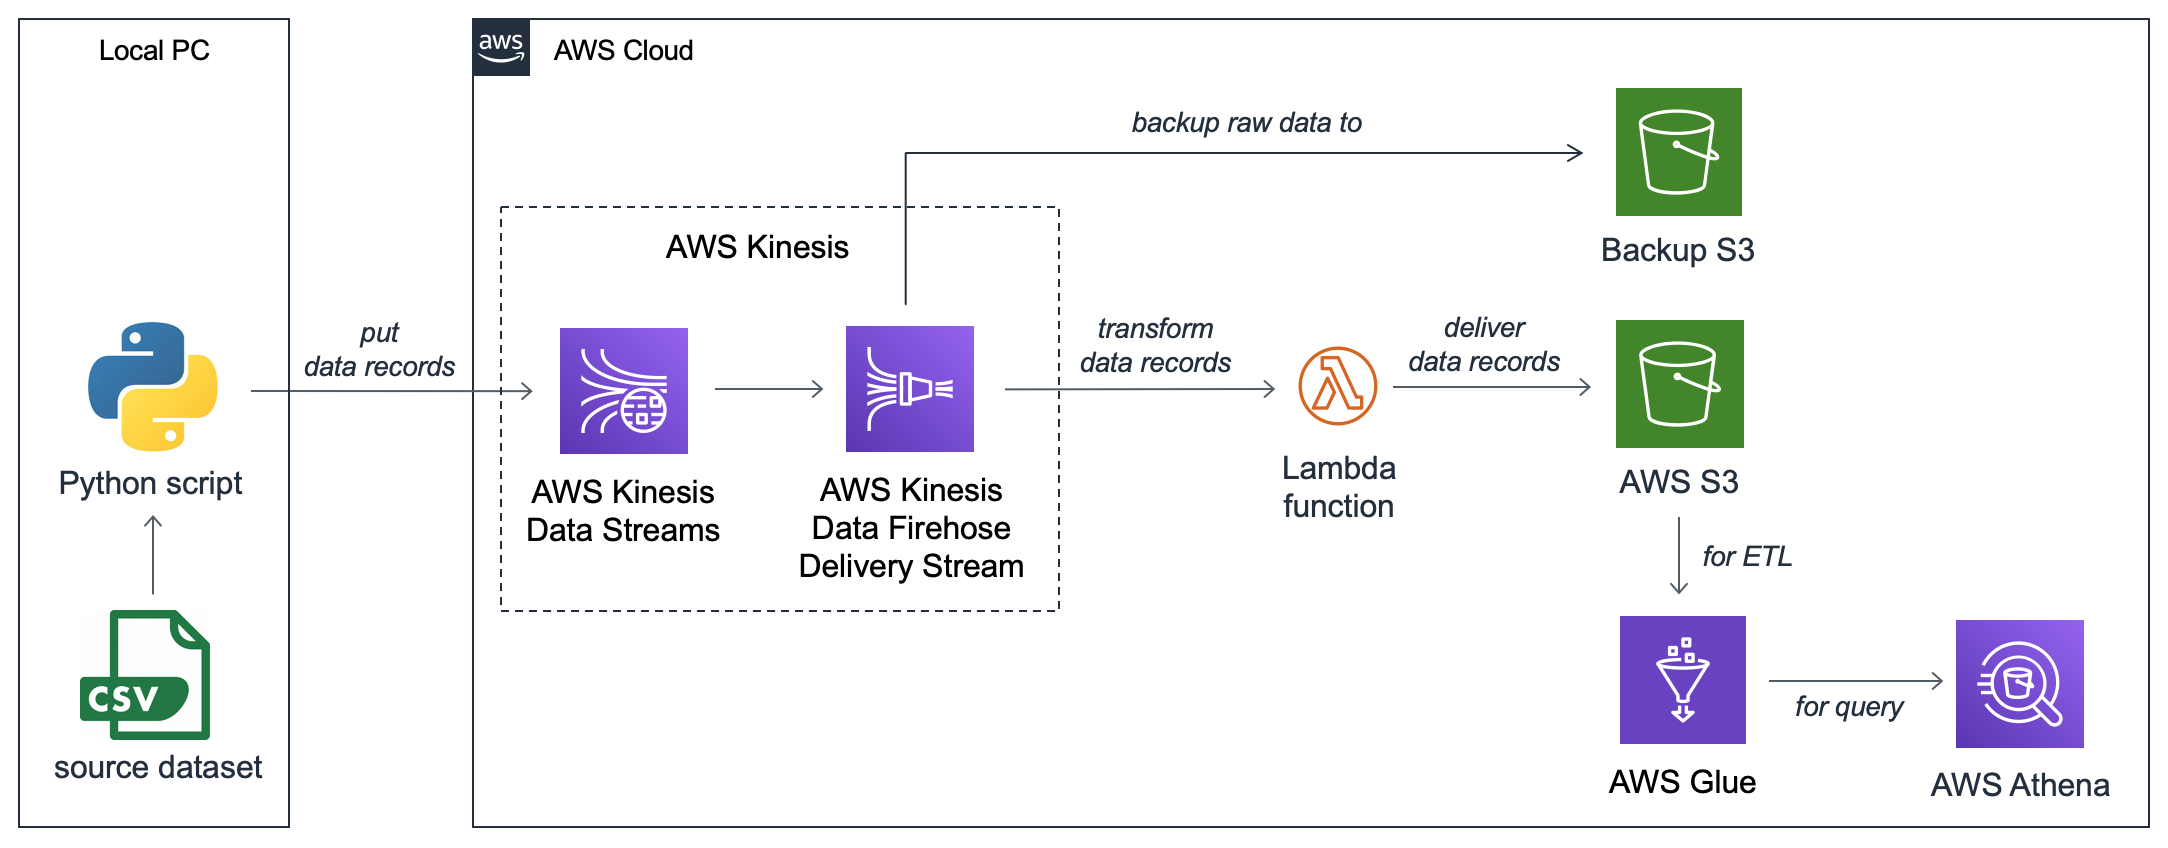 Local PC
aws
AWS Cloud
backup raw data to
Backup S3
AWS Kinesis
put
data records
transform
data records
deliver
data records
Python script
AWS Kinesis
Data Streams
AWS Kinesis
Data Firehose
Delivery Stream
Lambda
function
AWS S3
for ETL
CSV
source dataset
for query
AWS Glue
AWS Athena